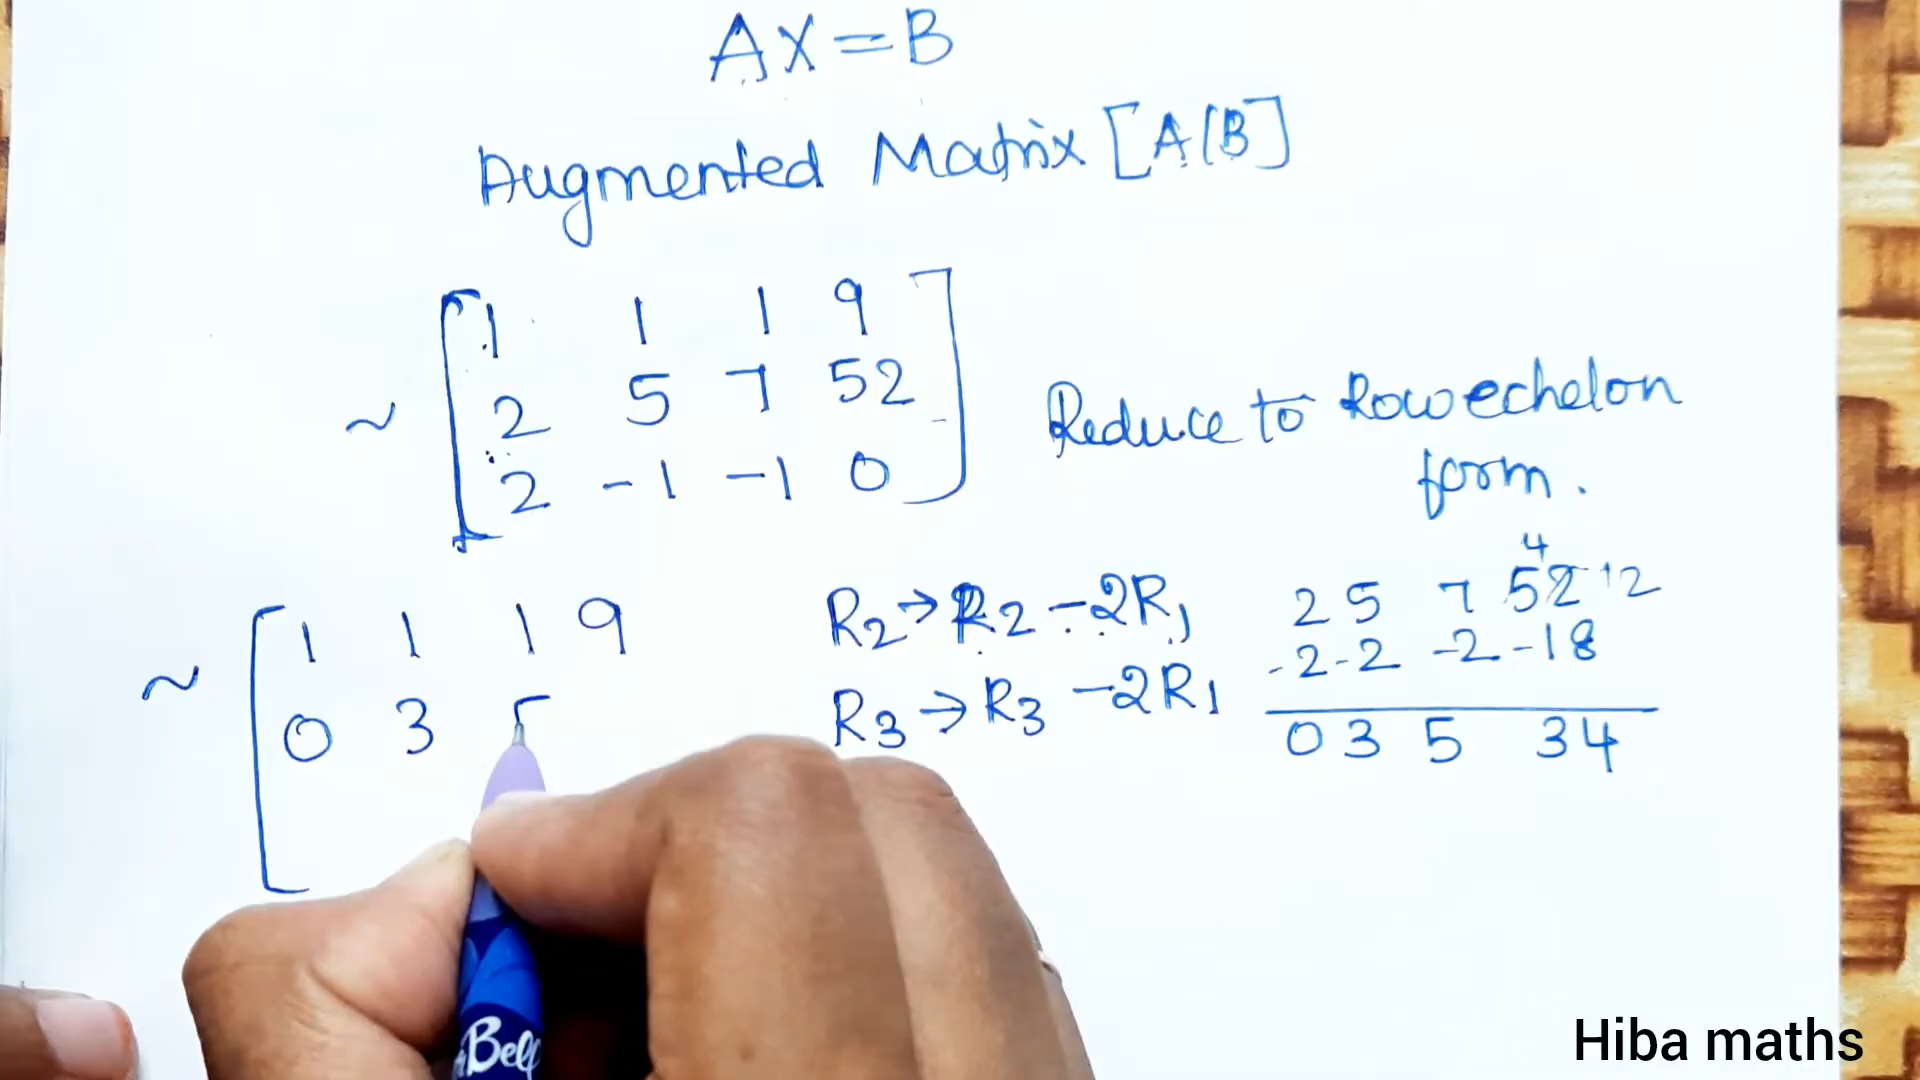 AX=B
Augmented Matrix [A/B]
1 1 1 9
2 5 7 52
~
2 -1 -1 0
Reduce to Row echelon
form.
~
1 1 1 9
0 3
R2→R2-2R1
R3→R3-2R1
4
2 5 7 52 12
-2-2 -2 -18
0 3 5 34
Bell
Hiba maths